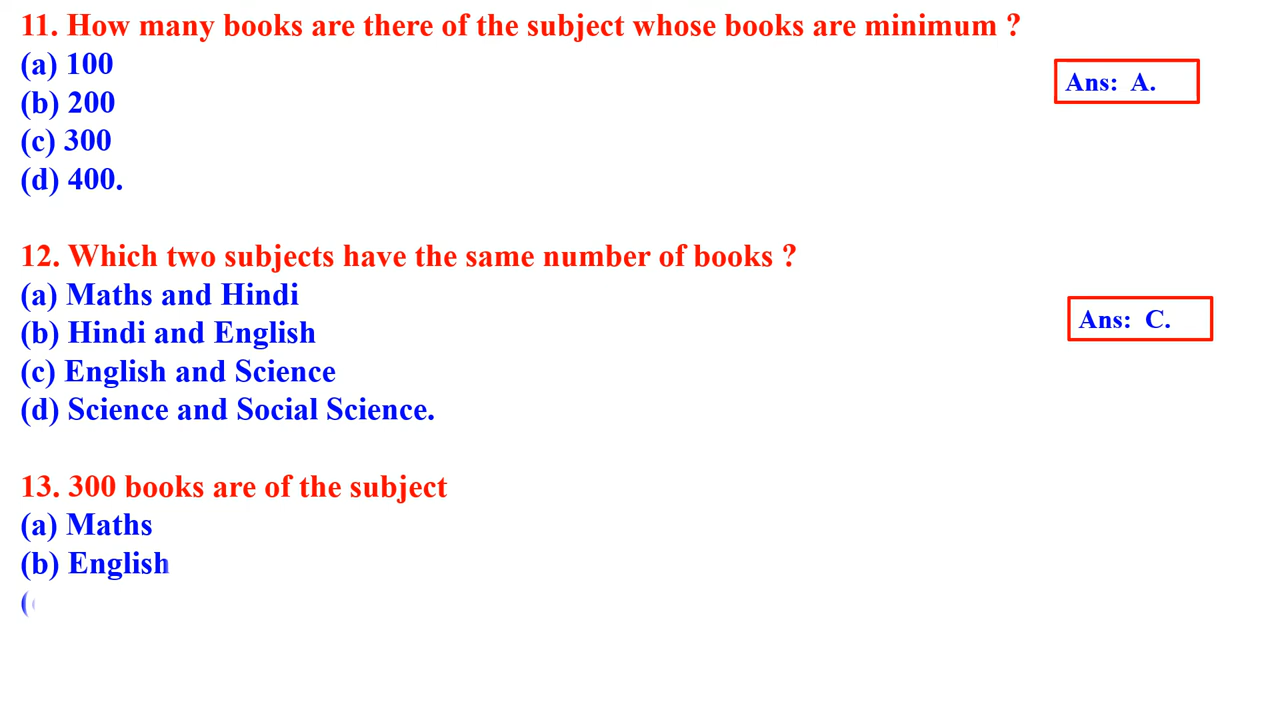 11. How many books are there of the subject whose books are minimum ?
(a) 100
Ans: A.
(b) 200
(c) 300
(d) 400.
12. Which two subjects have the same number of books ?
(a) Maths and Hindi
Ans: C.
(b) Hindi and English
(c) English and Science
(d) Science and Social Science.
13. 300 books are of the subject
(a) Maths
(b) English
(